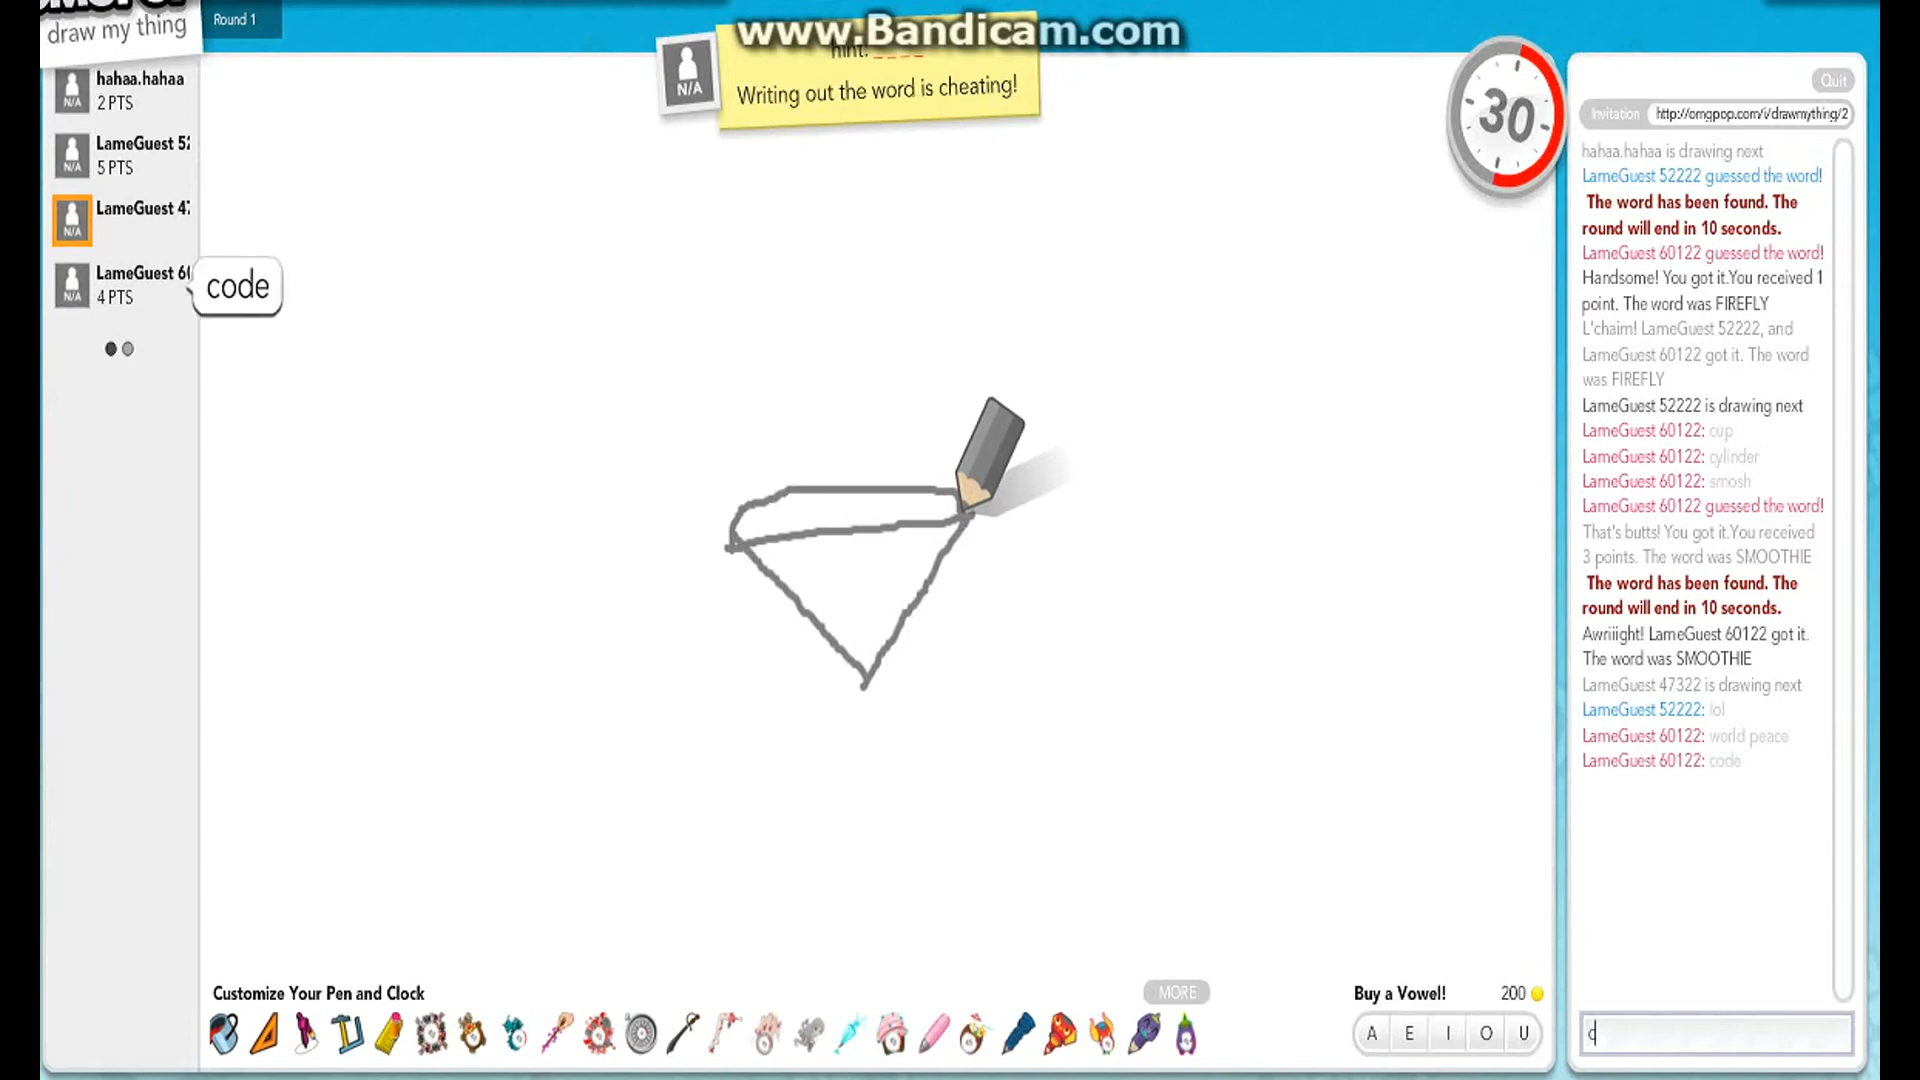 draw my thing
Round 1
www.Bandicam.com
hint: _ _ _ _
N/A
Writing out the word is cheating!
30
hahaa.hahaa
N/A
2 PTS
LameGuest 52
N/A
5 PTS
LameGuest 47
N/A
LameGuest 60
N/A
4 PTS
code
Quit
Invitation http://omgpop.com/i/drawmything/2
hahaa.hahaa is drawing next
LameGuest 52222 guessed the word!
The word has been found. The
round will end in 10 seconds.
LameGuest 60122 guessed the word!
Handsome! You got it.You received 1
point. The word was FIREFLY
L'chaim! LameGuest 52222, and
LameGuest 60122 got it. The word
was FIREFLY
LameGuest 52222 is drawing next
LameGuest 60122: cup
LameGuest 60122: cylinder
LameGuest 60122: smosh
LameGuest 60122 guessed the word!
That's butts! You got it.You received
3 points. The word was SMOOTHIE
The word has been found. The
round will end in 10 seconds.
Awriiight! LameGuest 60122 got it.
The word was SMOOTHIE
LameGuest 47322 is drawing next
LameGuest 52222: lol
LameGuest 60122: world peace
LameGuest 60122: code
c
Customize Your Pen and Clock
MORE
Buy a Vowel! 200
A E I O U